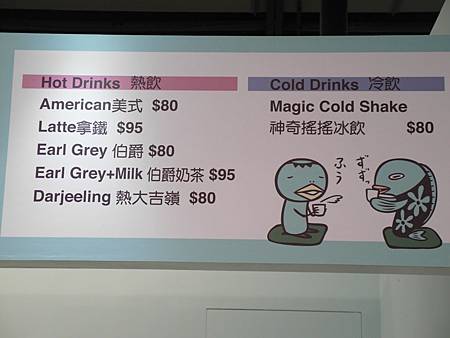 Hot Drinks 熱飲
American美式 $80
Latte拿鐵 $95
Earl Grey 伯爵 $80
Earl Grey+Milk 伯爵奶茶 $95
Darjeeling 熱大吉嶺 $80
Cold Drinks 冷飲
Magic Cold Shake
神奇搖搖冰飲 $80
ふう
ずずっ